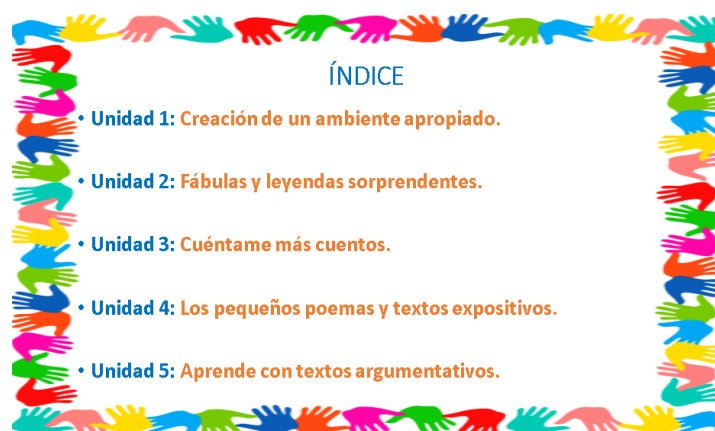 ÍNDICE
• Unidad 1: Creación de un ambiente apropiado.
• Unidad 2: Fábulas y leyendas sorprendentes.
• Unidad 3: Cuéntame más cuentos.
• Unidad 4: Los pequeños poemas y textos expositivos.
• Unidad 5: Aprende con textos argumentativos.